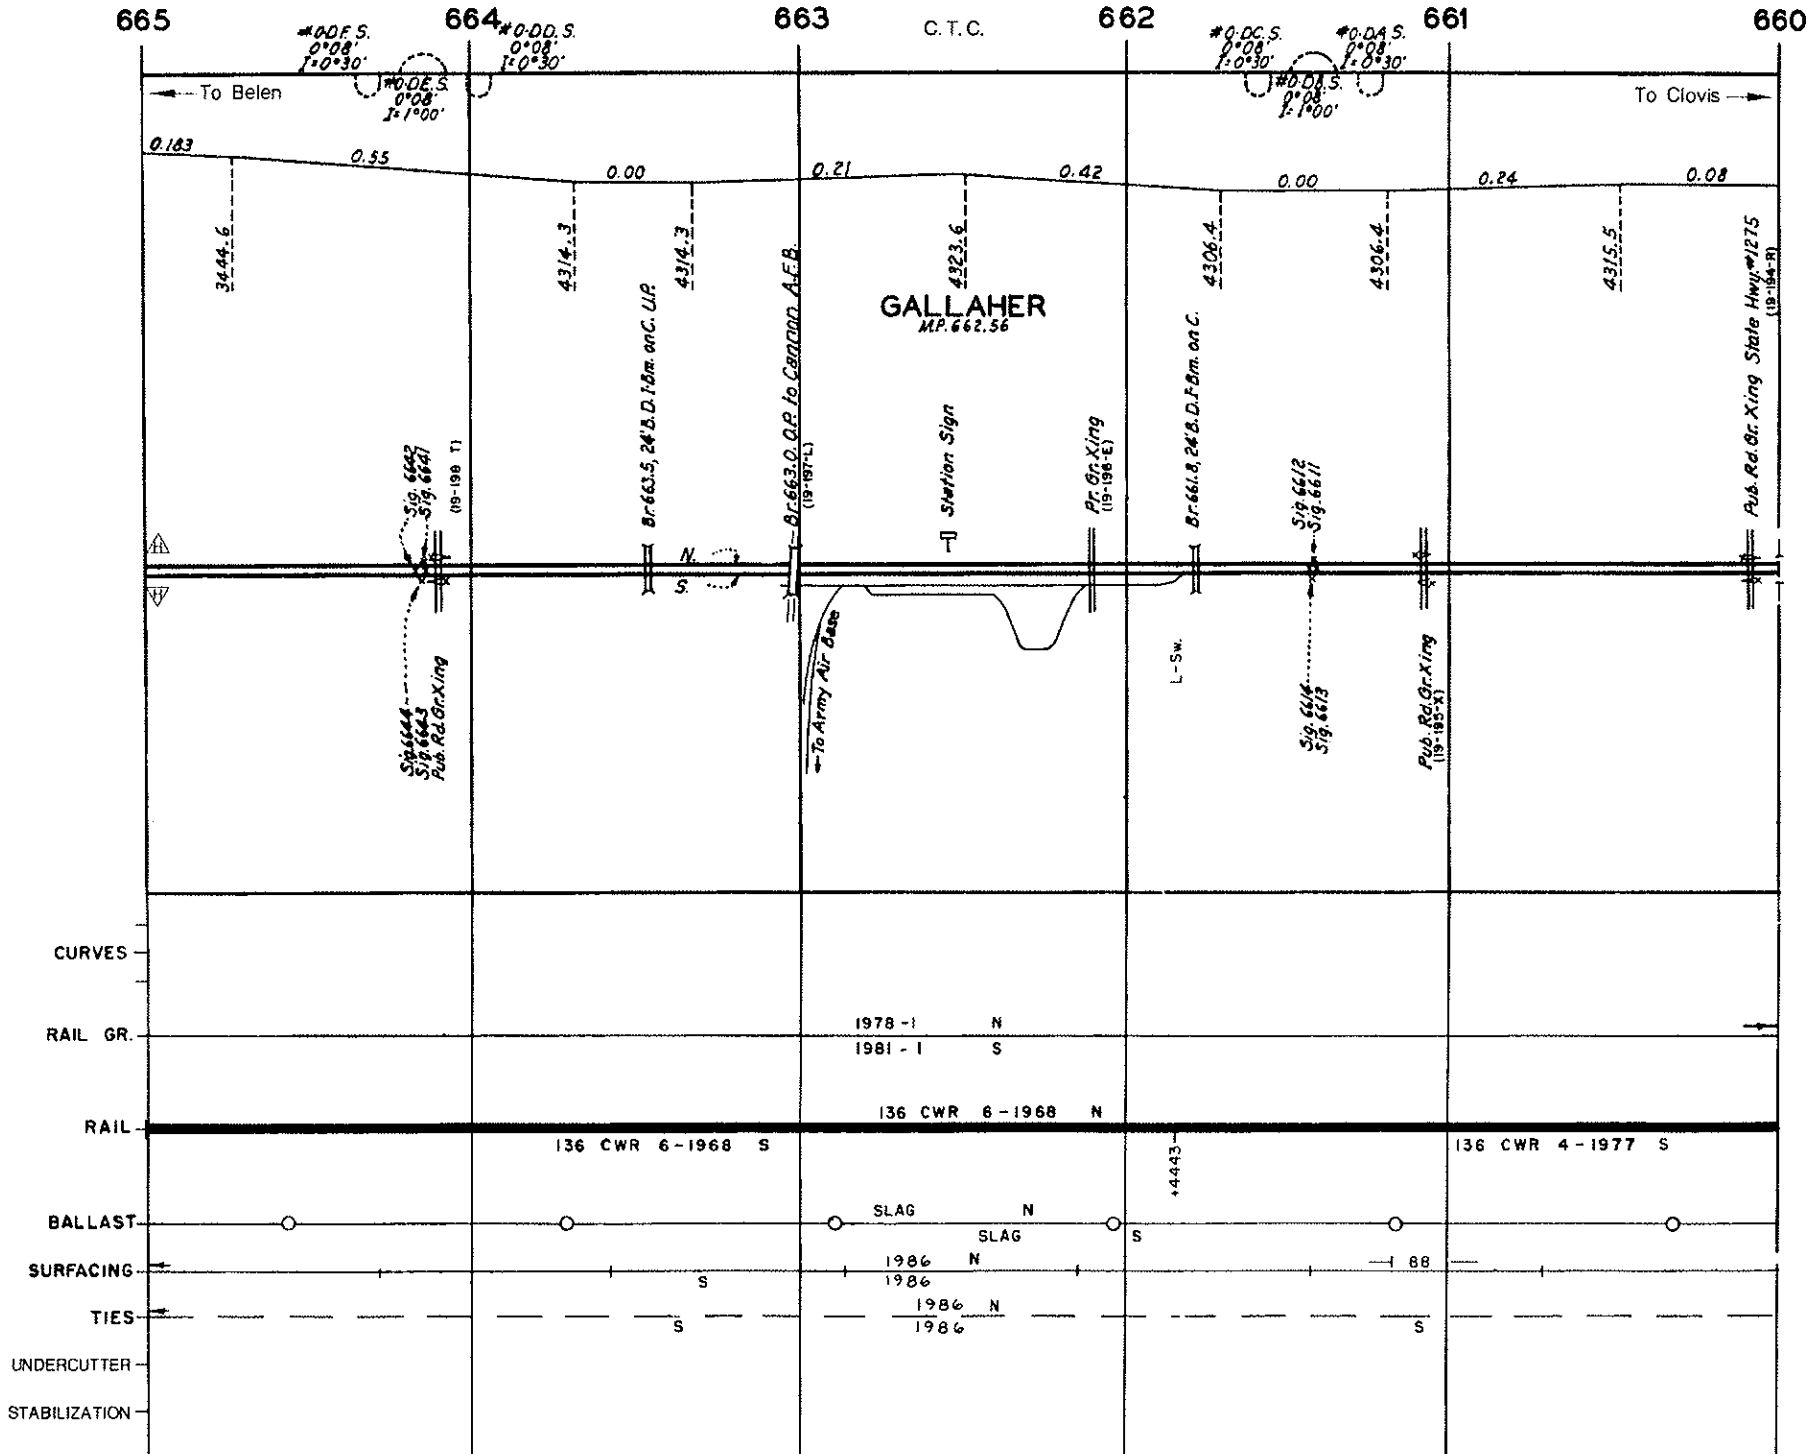 665 664 663 C.T.C. 662 661 660
#0·DF. S.
0°08'
I=0°30'
#0·DD.S.
0°08'
I=0°30'
#0·DE.S.
0°08'
I=1°00'
#0·DC. S.
0°08'
I=0°30'
#0·DA.S.
0°08'
I=0°30'
#0·DB.S.
0°08'
I=1°00'
To Belen
To Clovis
0.183 0.55 0.00 0.21 0.42 0.00 0.24 0.08
3444.6
4314.3
4314.3
4323.6
4306.4
4306.4
4315.5
GALLAHER
M.P. 662.56
Sig. 6642
Sig. 6641
(19-198 T)
Br. 663.5, 24' B.D. 1-Bm. on C. U.P.
Br. 663.0. O.P. to Cannon A.F.B.
(19-197-L)
Station Sign
Pr. Gr. Xing
(19-196-E)
Br. 661.8, 24' B.D. 1-Bm. on C.
Sig. 6612
Sig. 6611
Pub. Rd. Gr. Xing State Hwy. #1275
(19-194-R)
H
N.
S.
H
Sig. 6644
Sig. 6643
Pub. Rd. Gr. Xing
To Army Air Base
L-Sw.
Sig. 6614
Sig. 6613
Pub. Rd. Gr. Xing
(19-195-X)
CURVES
RAIL GR.
1978-1 N
1981-1 S
RAIL
136 CWR 6-1968 N
136 CWR 6-1968 S
136 CWR 4-1977 S
+4443
BALLAST
SLAG N
SLAG S
SURFACING
1986 N
S 1986
88
TIES
1986 N
S 1986 S
UNDERCUTTER
STABILIZATION